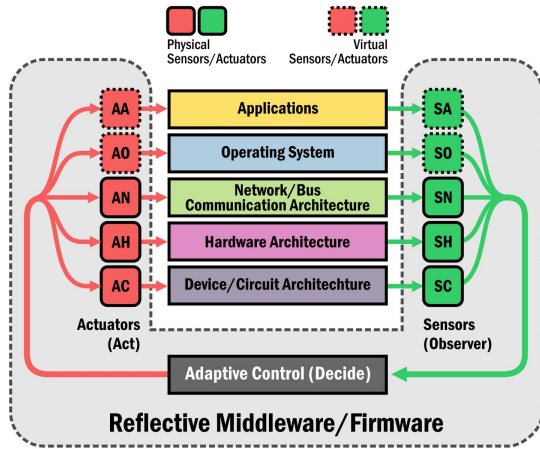 Physical
Sensors/Actuators
Virtual
Sensors/Actuators
AA
Applications
SA
AO
Operating System
SO
AN
Network/Bus
Communication Architecture
SN
AH
Hardware Architecture
SH
AC
Device/Circuit Architechture
SC
Actuators
(Act)
Sensors
(Observer)
Adaptive Control (Decide)
Reflective Middleware/Firmware